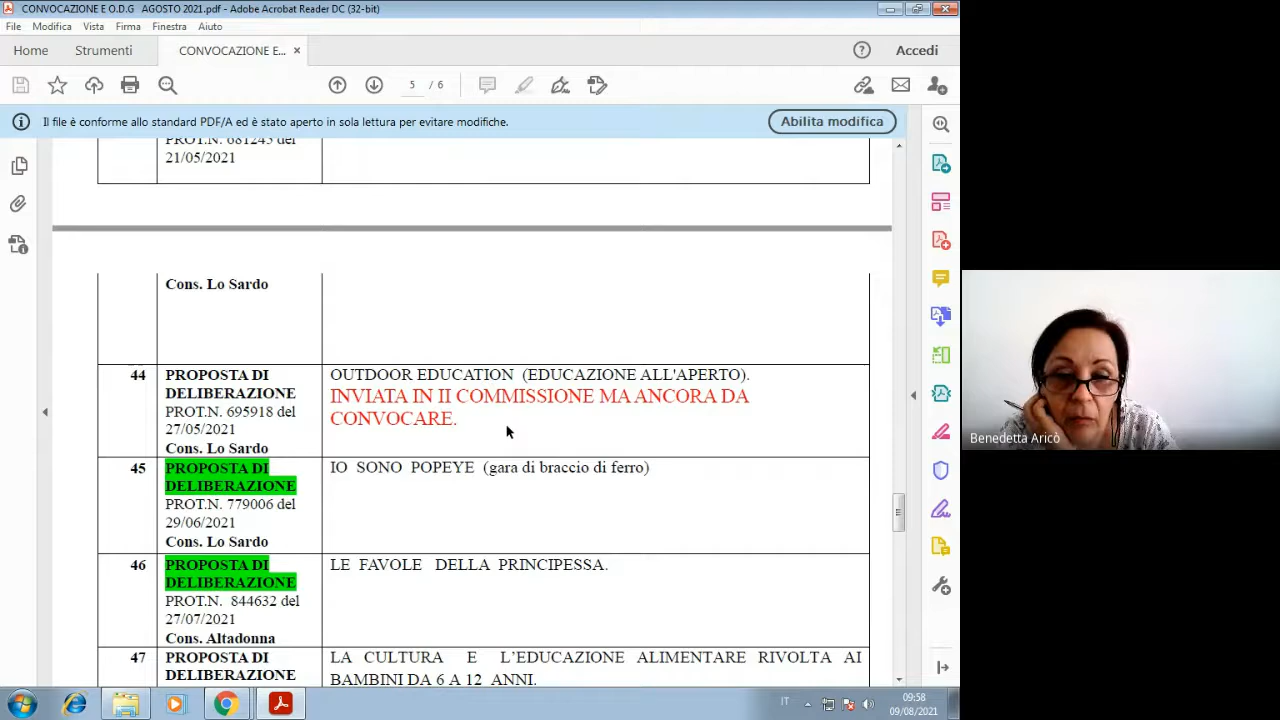 CONVOCAZIONE E O.D.G AGOSTO 2021.pdf - Adobe Acrobat Reader DC (32-bit)
File Modifica Vista Firma Finestra Aiuto
Home Strumenti CONVOCAZIONE E... × Accedi
5 / 6
Il file è conforme allo standard PDF/A ed è stato aperto in sola lettura per evitare modifiche. Abilita modifica
PROT.N. 681245 del
21/05/2021
Cons. Lo Sardo
44 PROPOSTA DI DELIBERAZIONE
PROT.N. 695918 del
27/05/2021
Cons. Lo Sardo
OUTDOOR EDUCATION (EDUCAZIONE ALL'APERTO).
INVIATA IN II COMMISSIONE MA ANCORA DA
CONVOCARE.
45 PROPOSTA DI
DELIBERAZIONE
PROT.N. 779006 del
29/06/2021
Cons. Lo Sardo
IO SONO POPEYE (gara di braccio di ferro)
46 PROPOSTA DI
DELIBERAZIONE
PROT.N. 844632 del
27/07/2021
Cons. Altadonna
LE FAVOLE DELLA PRINCIPESSA.
47 PROPOSTA DI
DELIBERAZIONE
LA CULTURA E L'EDUCAZIONE ALIMENTARE RIVOLTA AI
BAMBINI DA 6 A 12 ANNI.
Benedetta Aricò
IT
09:58
09/08/2021